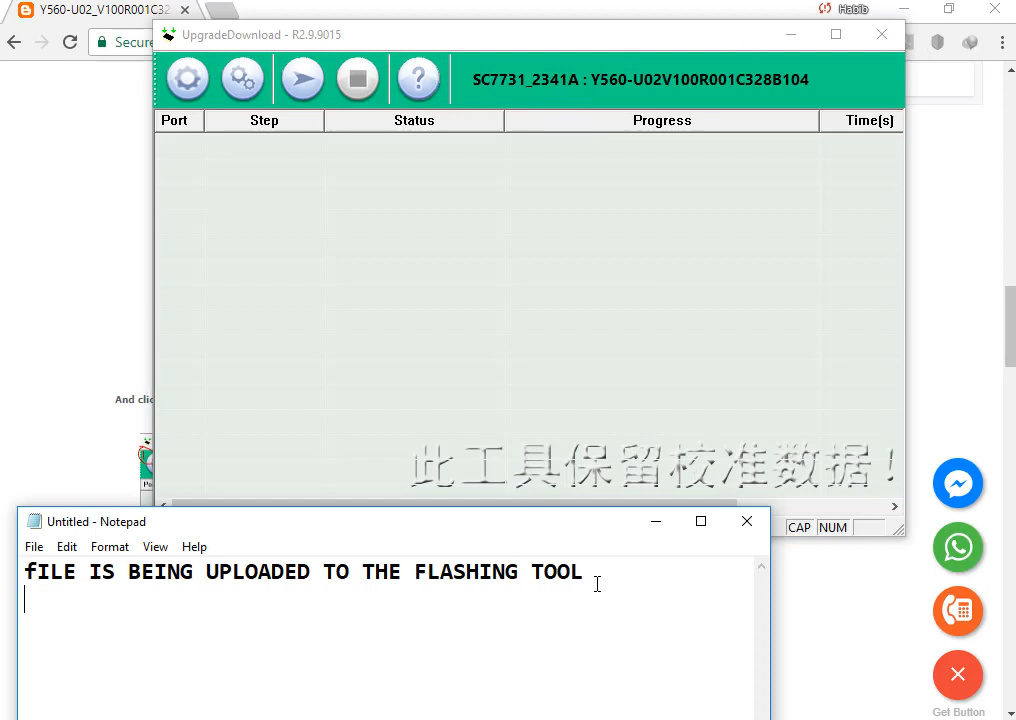 Y560-U02_V100R001C32
Habib
Secure
UpgradeDownload - R2.9.9015
SC7731_2341A : Y560-U02V100R001C328B104
Port Step Status Progress Time(s)
And clic
Po
此工具保留校准数据!
CAP NUM
Untitled - Notepad
File Edit Format View Help
fILE IS BEING UPLOADED TO THE FLASHING TOOL
Get Button